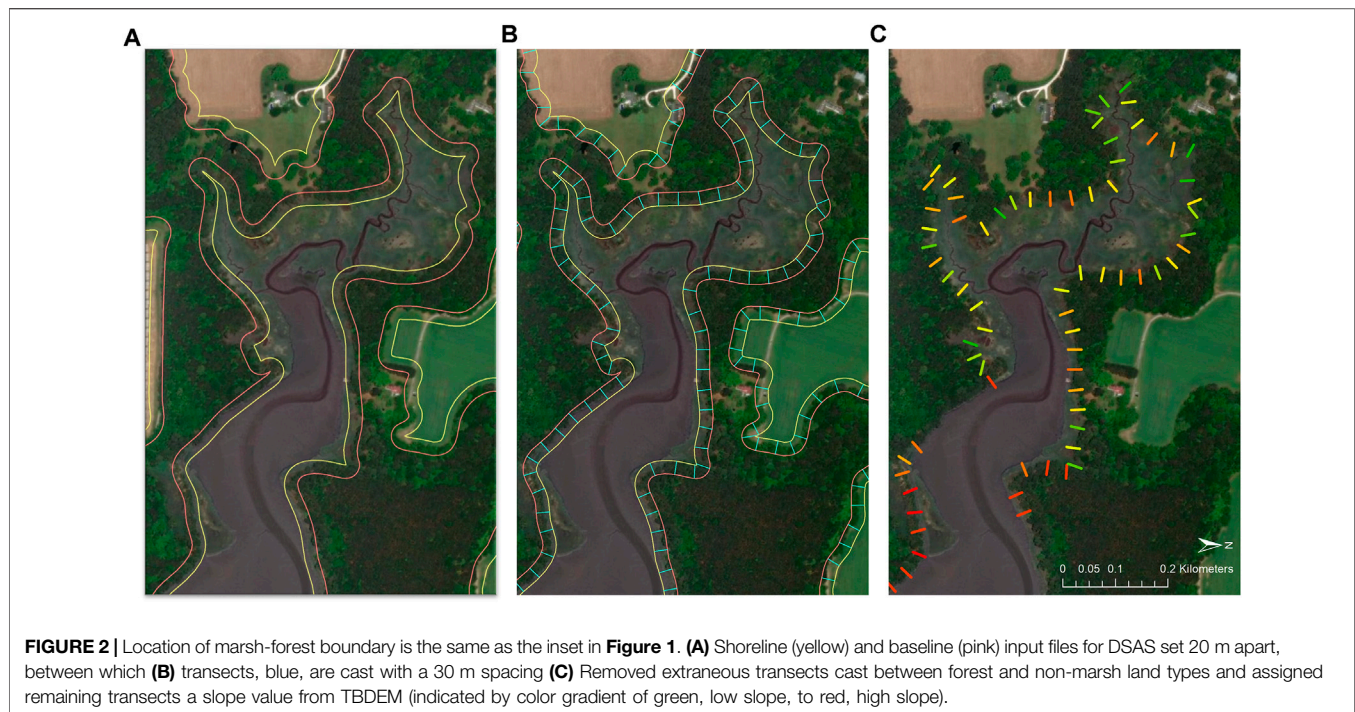 A
B
C
N
0 0.05 0.1 0.2 Kilometers
FIGURE 2 | Location of marsh-forest boundary is the same as the inset in Figure 1. (A) Shoreline (yellow) and baseline (pink) input files for DSAS set 20 m apart,
between which (B) transects, blue, are cast with a 30 m spacing (C) Removed extraneous transects cast between forest and non-marsh land types and assigned
remaining transects a slope value from TBDEM (indicated by color gradient of green, low slope, to red, high slope).